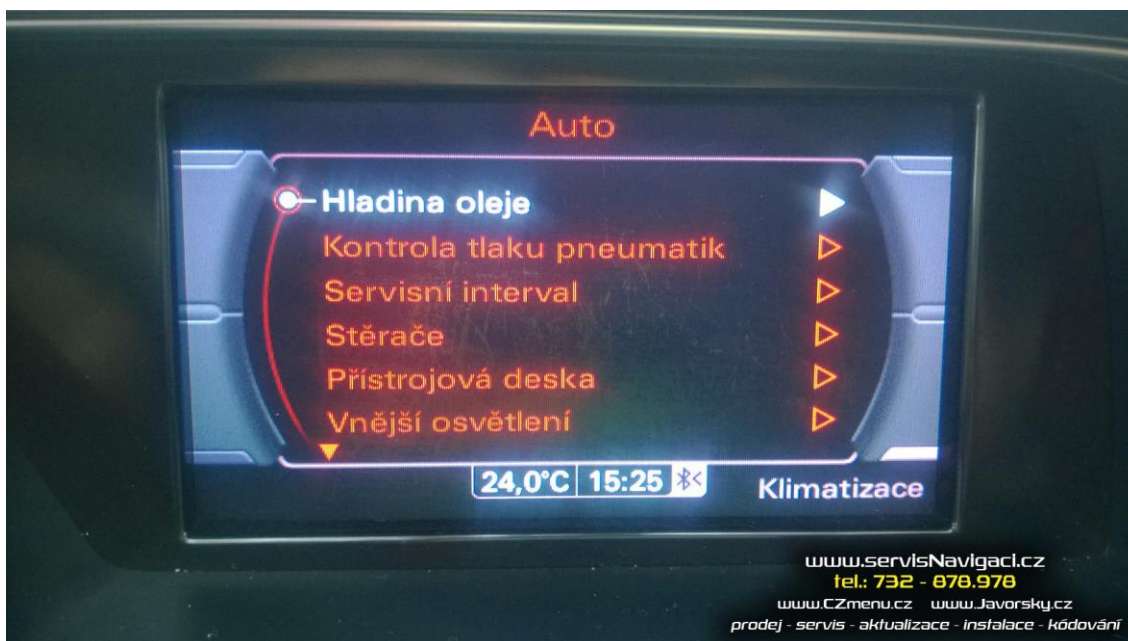 Auto
Hladina oleje
Kontrola tlaku pneumatik
Servisní interval
Stěrače
Přístrojová deska
Vnější osvětlení
24,0°C 15:25
Klimatizace
www.servisNavigaci.cz
tel.: 732 - 878.978
www.CZmenu.cz www.Javorsky.cz
prodej - servis - aktualizace - instalace - kódování